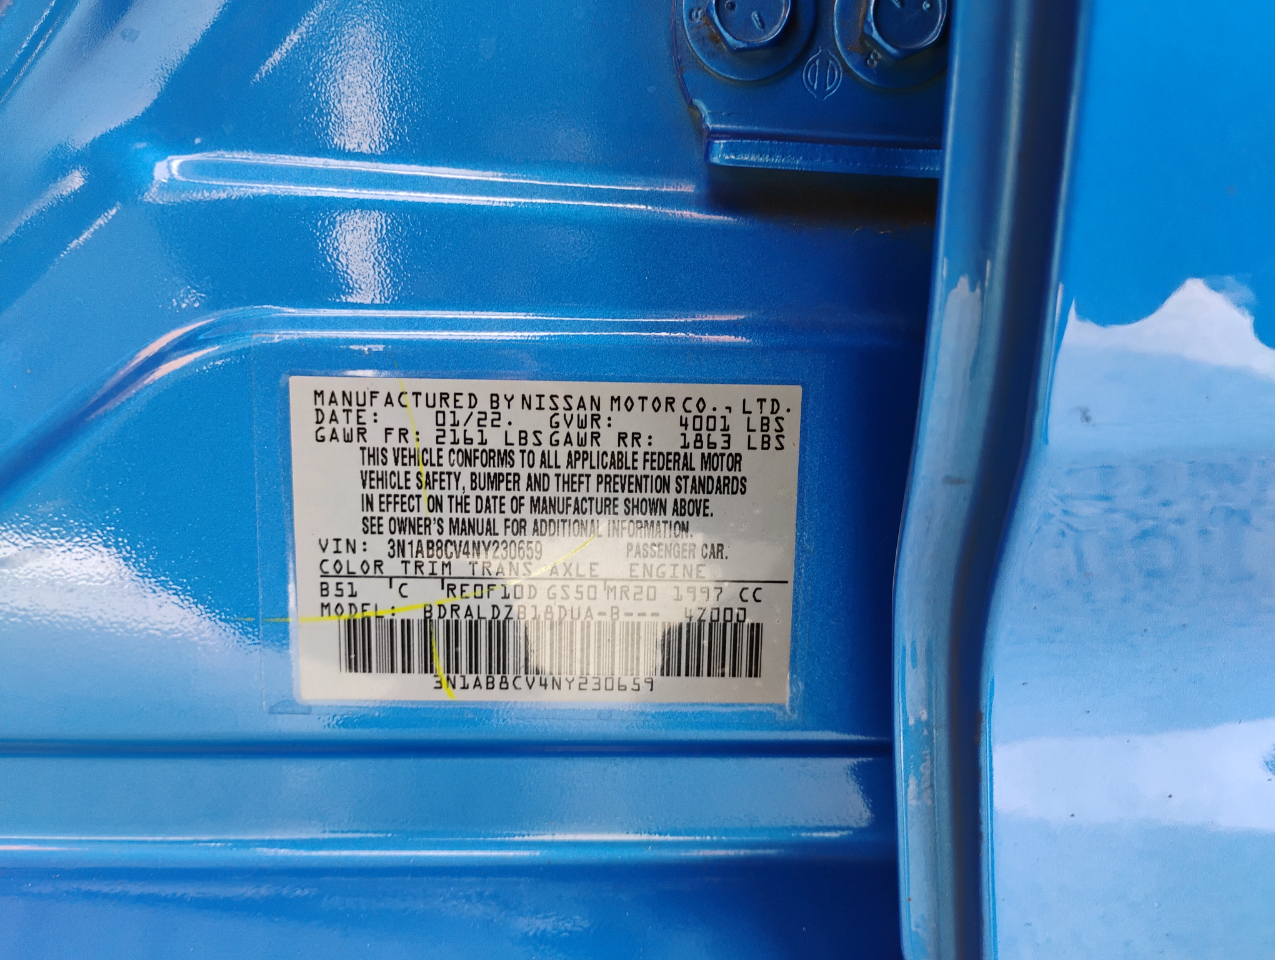 MANUFACTURED BY NISSAN MOTOR CO., LTD.
DATE: 01/22. GVWR: 4001 LBS
GAWR FR: 2161 LBS GAWR RR: 1863 LBS
THIS VEHICLE CONFORMS TO ALL APPLICABLE FEDERAL MOTOR
VEHICLE SAFETY, BUMPER AND THEFT PREVENTION STANDARDS
IN EFFECT ON THE DATE OF MANUFACTURE SHOWN ABOVE.
SEE OWNER'S MANUAL FOR ADDITIONAL INFORMATION.
VIN: 3N1AB8CV4NY230659 PASSENGER CAR.
COLOR TRIM TRANS AXLE ENGINE
B51 'C 'RE0F10D GS50'MR20 1997 CC
MODEL: BDRALDZB18DUA-B--- 4Z000
3N1AB8CV4NY230659